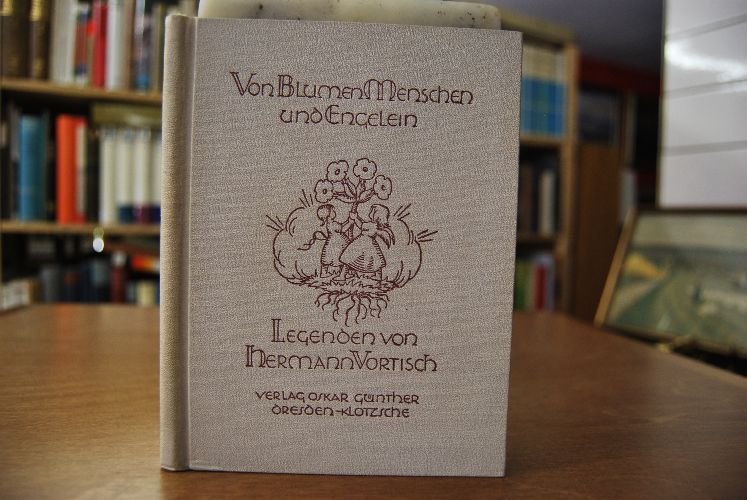 Von Blumen Menschen
und Engelein
Legenden von
Hermann Vortisch
Verlag Oskar Günther
Dresden-Klotzsche